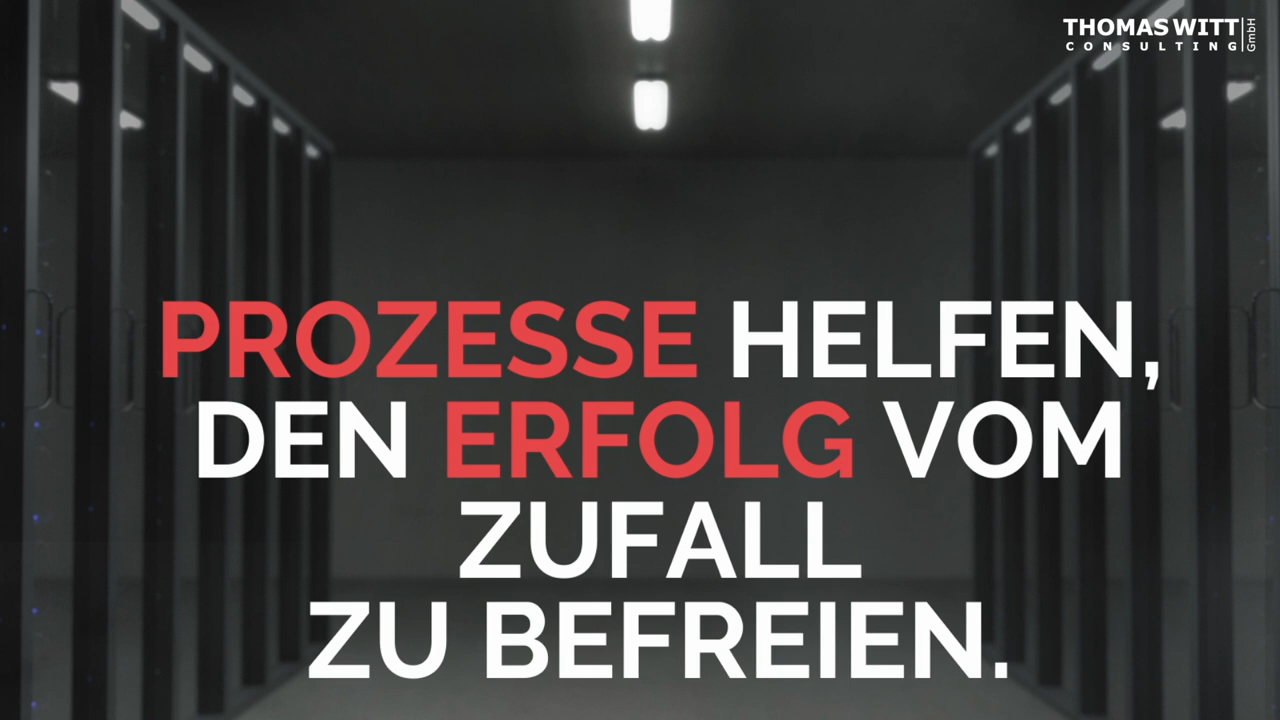 THOMAS WITT GmbH
CONSULTING
PROZESSE HELFEN,
DEN ERFOLG VOM
ZUFALL
ZU BEFREIEN.